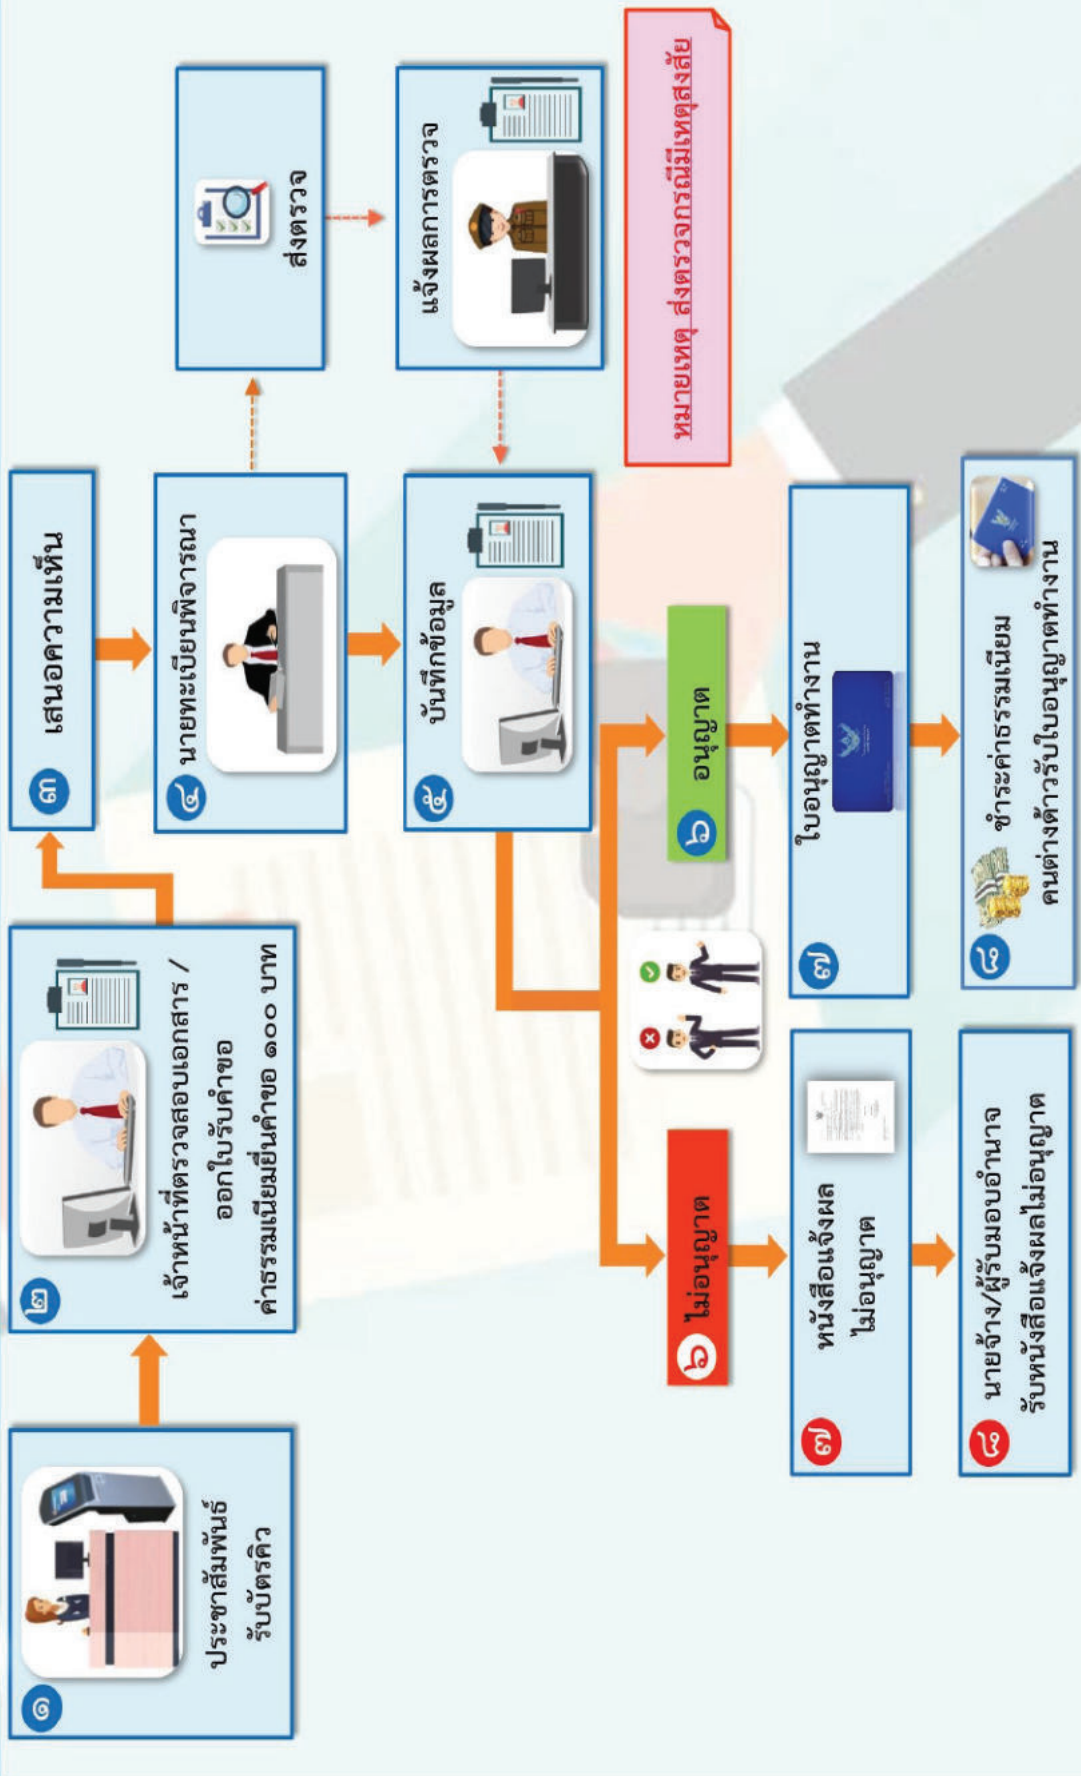 ๑
ประชาสัมพันธ์
รับบัตรคิว
๒
เจ้าหน้าที่ตรวจสอบเอกสาร /
ออกใบรับคำขอ
ค่าธรรมเนียมยื่นคำขอ ๑๐๐ บาท
๓ เสนอความเห็น
๔ นายทะเบียนพิจารณา
ส่งตรวจ
แจ้งผลการตรวจ
๕ บันทึกข้อมูล
หมายเหตุ ส่งตรวจกรณีมีเหตุสงสัย
๖ ไม่อนุญาต
๗ หนังสือแจ้งผล
ไม่อนุญาต
๘ นายจ้าง/ผู้รับมอบอำนาจ
รับหนังสือแจ้งผลไม่อนุญาต
๖ อนุญาต
๗ ใบอนุญาตทำงาน
๘ ชำระค่าธรรมเนียม
คนต่างด้าวรับใบอนุญาตทำงาน